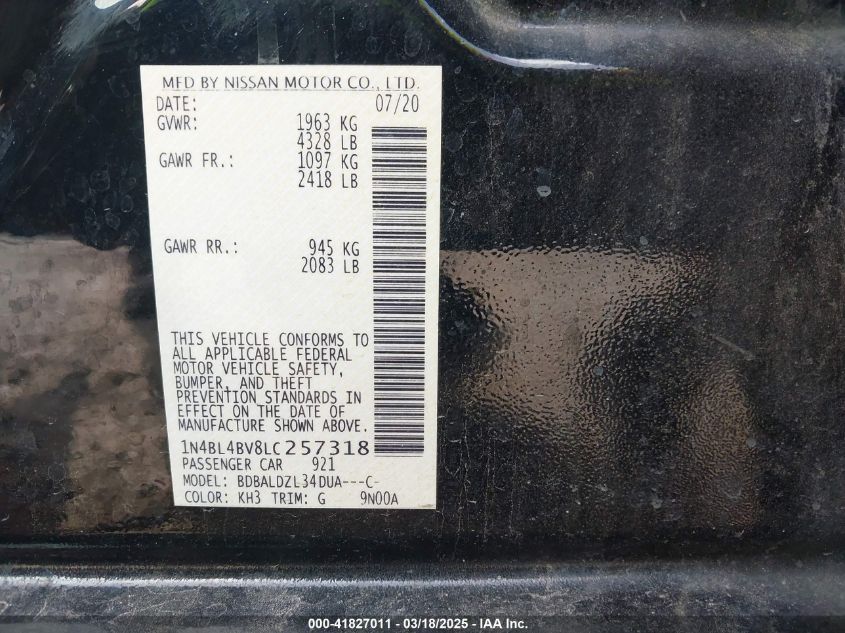 MFD BY NISSAN MOTOR CO., LTD.
DATE: 07/20
GVWR: 1963 KG
4328 LB
GAWR FR.: 1097 KG
2418 LB
GAWR RR.: 945 KG
2083 LB
THIS VEHICLE CONFORMS TO
ALL APPLICABLE FEDERAL
MOTOR VEHICLE SAFETY,
BUMPER, AND THEFT
PREVENTION STANDARDS IN
EFFECT ON THE DATE OF
MANUFACTURE SHOWN ABOVE.
1N4BL4BV8LC257318
PASSENGER CAR 921
MODEL: BDBALDZL34DUA---C-
COLOR: KH3 TRIM: G 9N00A
000-41827011 - 03/18/2025 - IAA Inc.